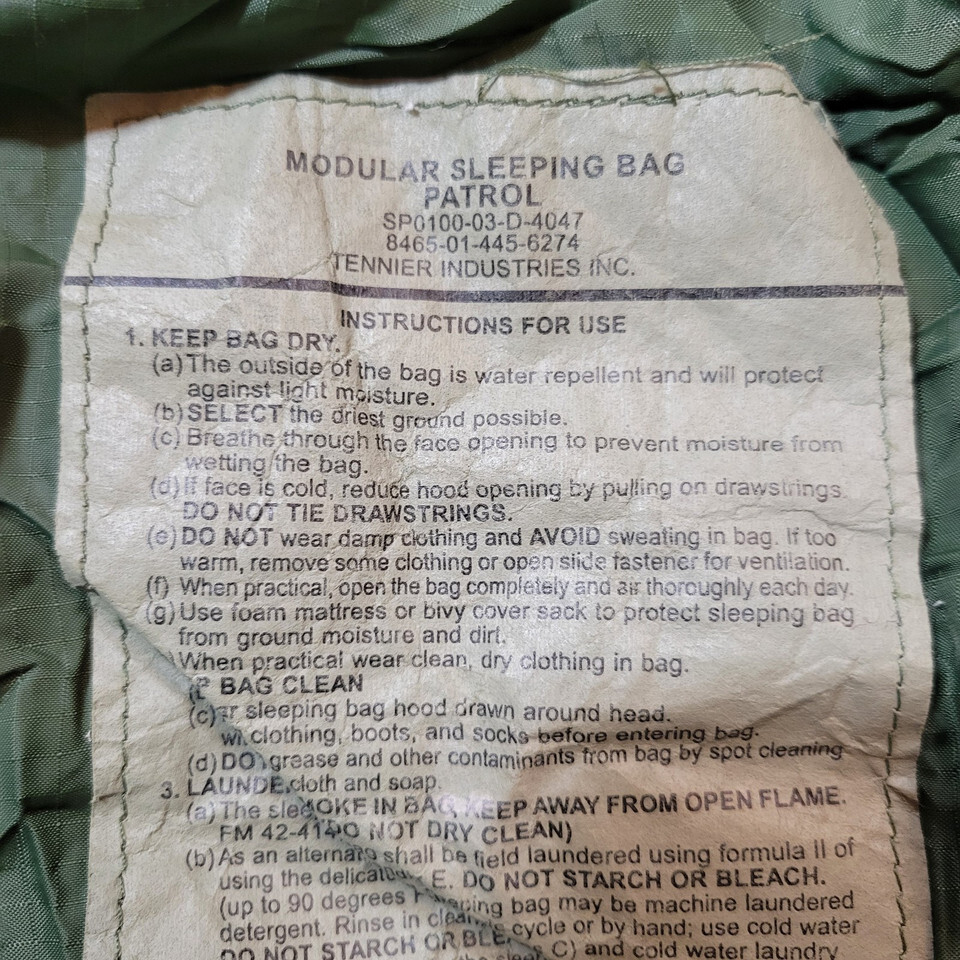 MODULAR SLEEPING BAG
PATROL
SP0100-03-D-4047
8465-01-445-6274
TENNIER INDUSTRIES INC.
INSTRUCTIONS FOR USE
1. KEEP BAG DRY.
(a) The outside of the bag is water repellent and will protect
against light moisture.
(b) SELECT the driest ground possible.
(c) Breathe through the face opening to prevent moisture from
wetting the bag.
(d) If face is cold, reduce hood opening by pulling on drawstrings.
DO NOT TIE DRAWSTRINGS.
(e) DO NOT wear damp clothing and AVOID sweating in bag. If too
warm, remove some clothing or open slide fastener for ventilation.
(f) When practical, open the bag completely and air thoroughly each day.
(g) Use foam mattress or bivy cover sack to protect sleeping bag
from ground moisture and dirt.
When practical wear clean, dry clothing in bag.
BAG CLEAN
(c) sleeping bag hood drawn around head.
clothing, boots, and socks before entering bag.
(d) DO grease and other contaminants from bag by spot cleaning
3. LAUNDE cloth and soap.
(a) The IN BAG, KEEP AWAY FROM OPEN FLAME.
FM NOT DRY CLEAN)
(b) As an shall be field laundered using formula II of
using the E. DO NOT STARCH OR BLEACH.
(up to 90 degrees bag may be machine laundered
detergent. Rinse in cycle or by hand; use cold water
DO NOT STARCH OR C) and cold water laundry